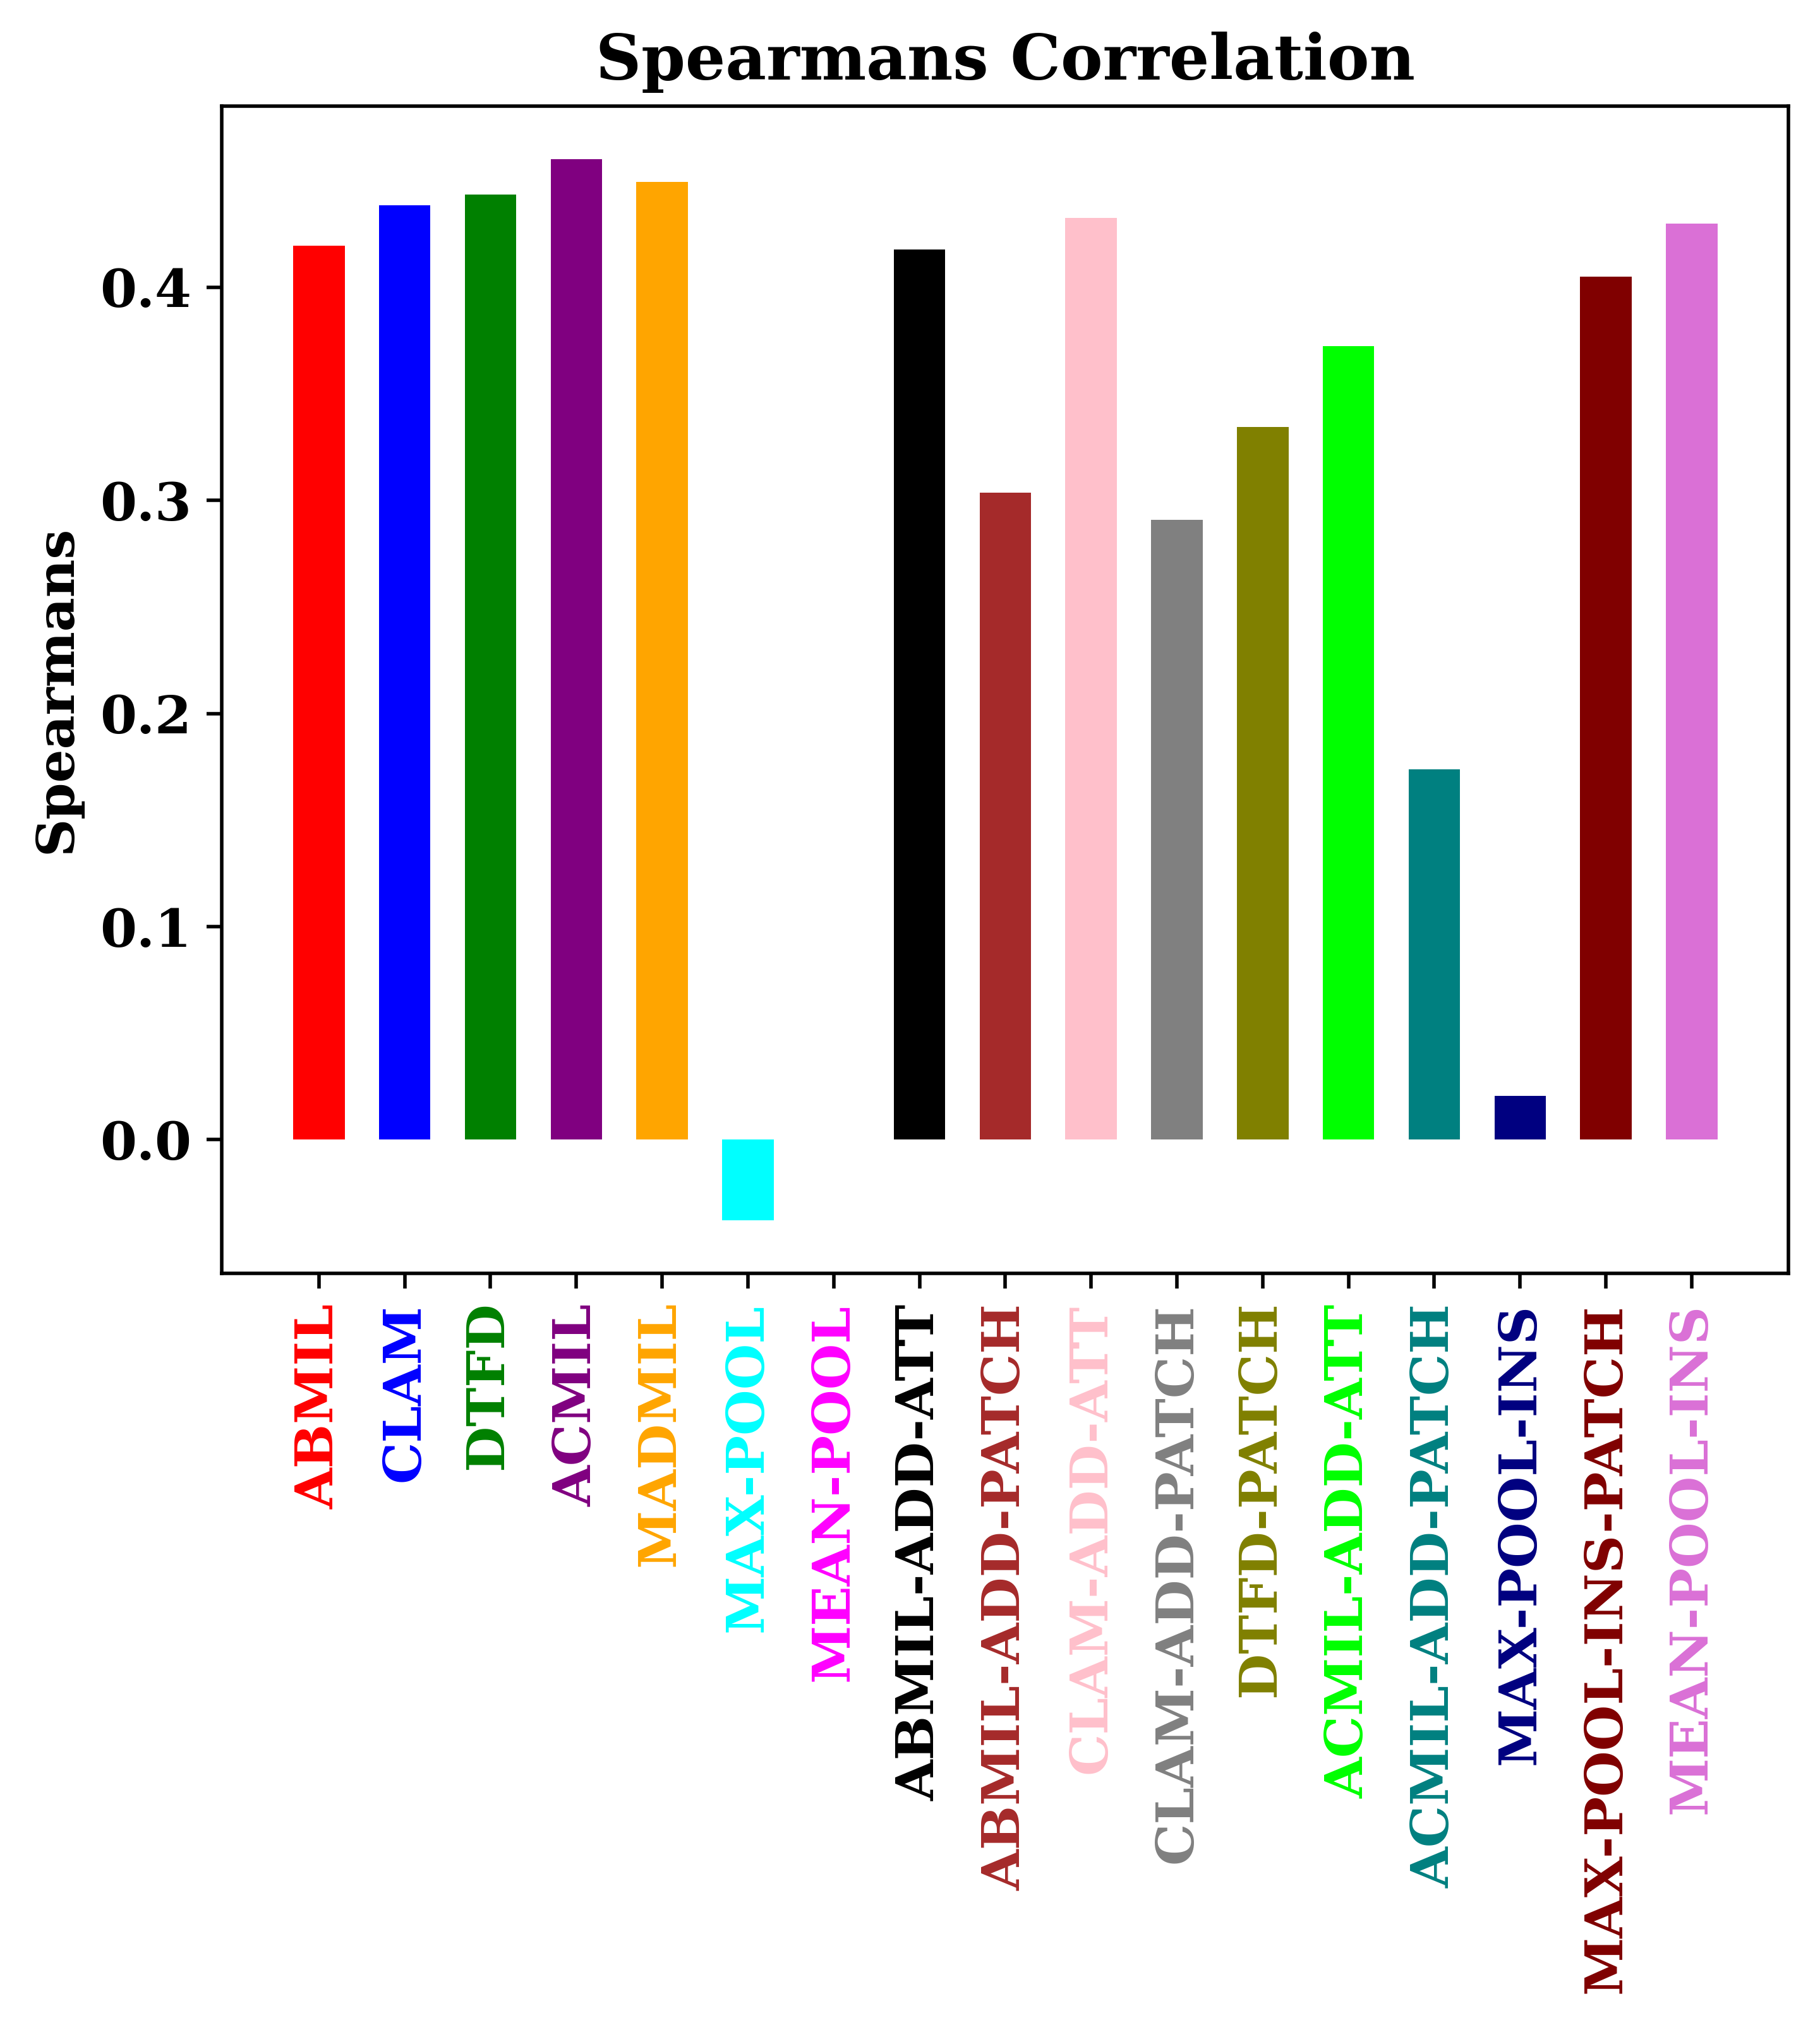 Spearmans Correlation
Spearmans
0.4
0.3
0.2
0.1
0.0
ABMIL
CLAM
DTFD
ACMIL
MADMIL
MAX-POOL
MEAN-POOL
ABMIL-ADD-ATT
ABMIL-ADD-PATCH
CLAM-ADD-ATT
CLAM-ADD-PATCH
DTFD-PATCH
ACMIL-ADD-ATT
ACMIL-ADD-PATCH
MAX-POOL-INS
MAX-POOL-INS-PATCH
MEAN-POOL-INS